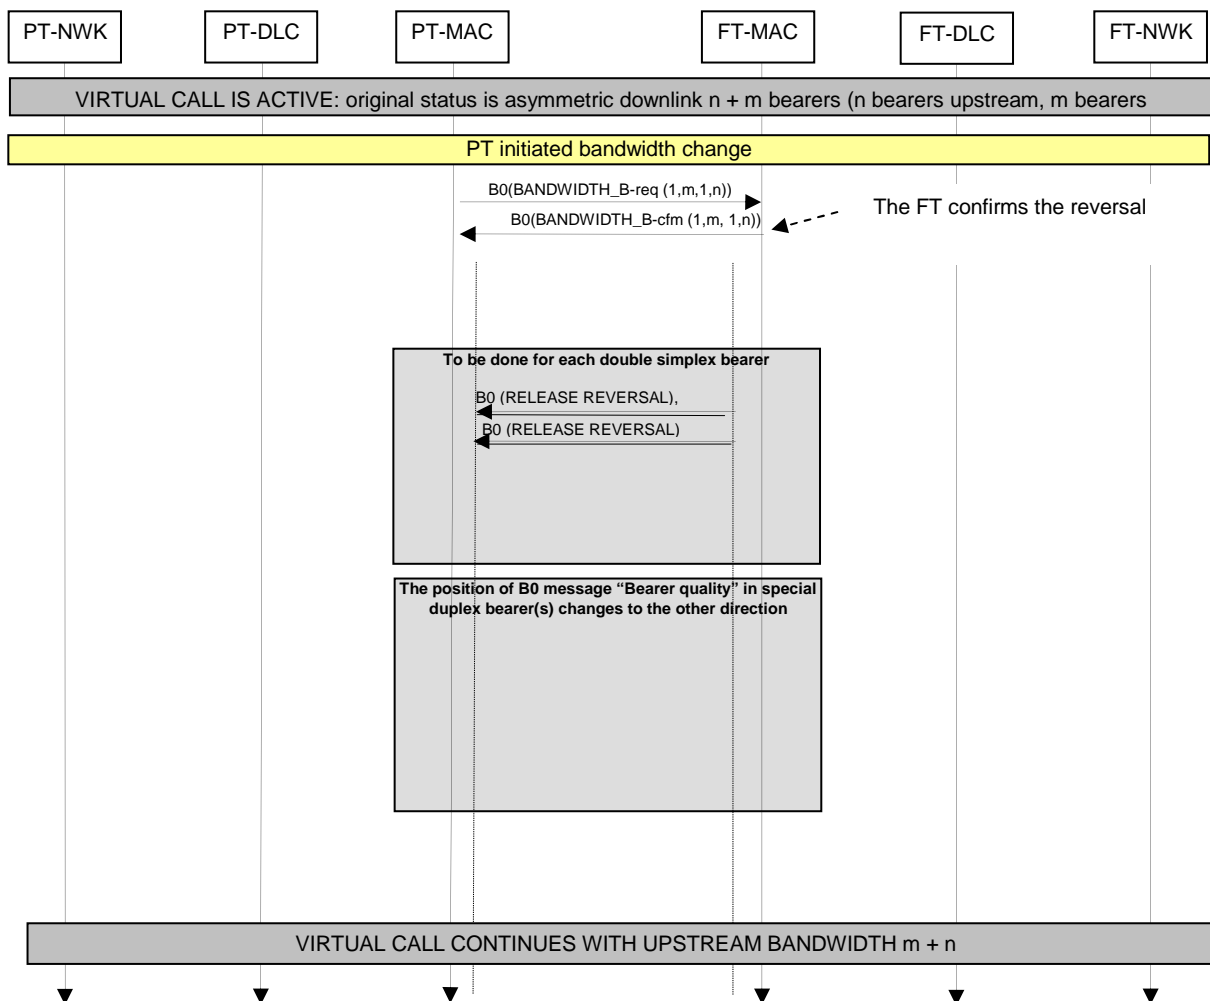 PT-NWK PT-DLC PT-MAC FT-MAC FT-DLC FT-NWK
VIRTUAL CALL IS ACTIVE: original status is asymmetric downlink n + m bearers (n bearers upstream, m bearers
PT initiated bandwidth change
B0(BANDWIDTH_B-req (1,m,1,n))
The FT confirms the reversal
B0(BANDWIDTH_B-cfm (1,m, 1,n))
To be done for each double simplex bearer
B0 (RELEASE REVERSAL),
B0 (RELEASE REVERSAL)
The position of B0 message “Bearer quality” in special
duplex bearer(s) changes to the other direction
VIRTUAL CALL CONTINUES WITH UPSTREAM BANDWIDTH m + n